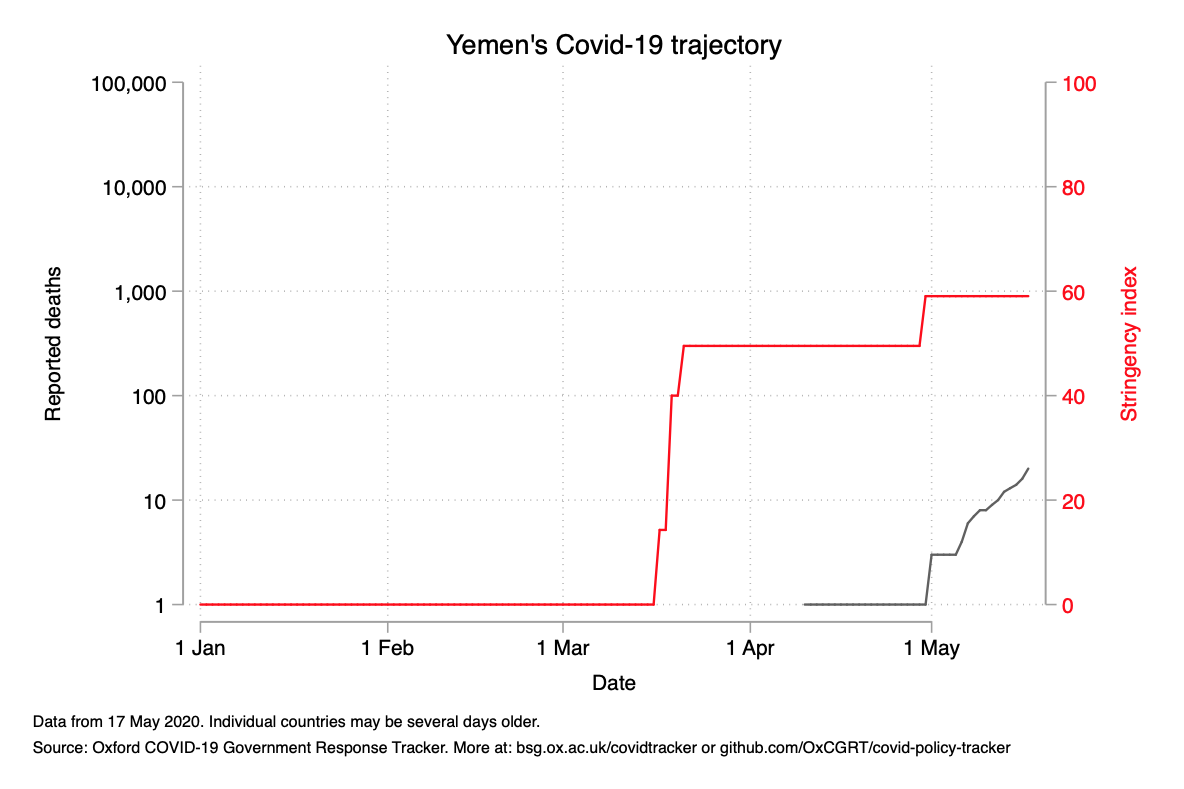 Yemen's Covid-19 trajectory
100,000
10,000
1,000
100
10
1
Reported deaths
100
80
60
40
20
0
Stringency index
1 Jan
1 Feb
1 Mar
1 Apr
1 May
Date
Data from 17 May 2020. Individual countries may be several days older.
Source: Oxford COVID-19 Government Response Tracker. More at: bsg.ox.ac.uk/covidtracker or github.com/OxCGRT/covid-policy-tracker